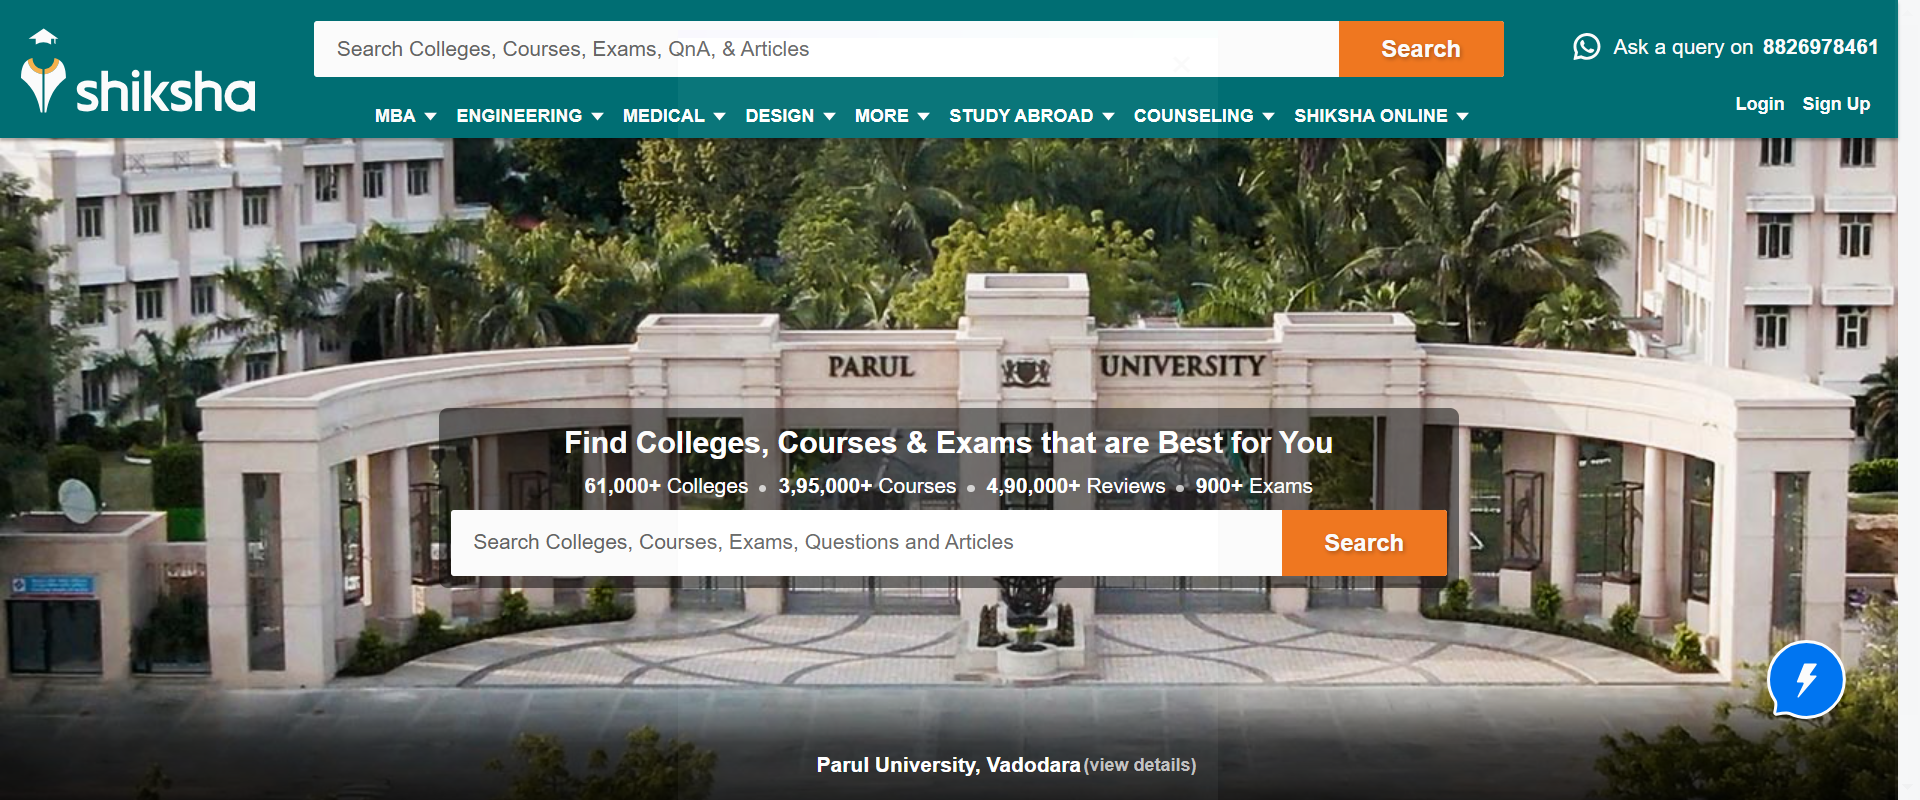 shiksha
Search Colleges, Courses, Exams, QnA, & Articles
Search
Ask a query on 8826978461
Login Sign Up
MBA ENGINEERING MEDICAL DESIGN MORE STUDY ABROAD COUNSELING SHIKSHA ONLINE
PARUL UNIVERSITY
Find Colleges, Courses & Exams that are Best for You
61,000+ Colleges • 3,95,000+ Courses • 4,90,000+ Reviews • 900+ Exams
Search Colleges, Courses, Exams, Questions and Articles
Search
Parul University, Vadodara (view details)